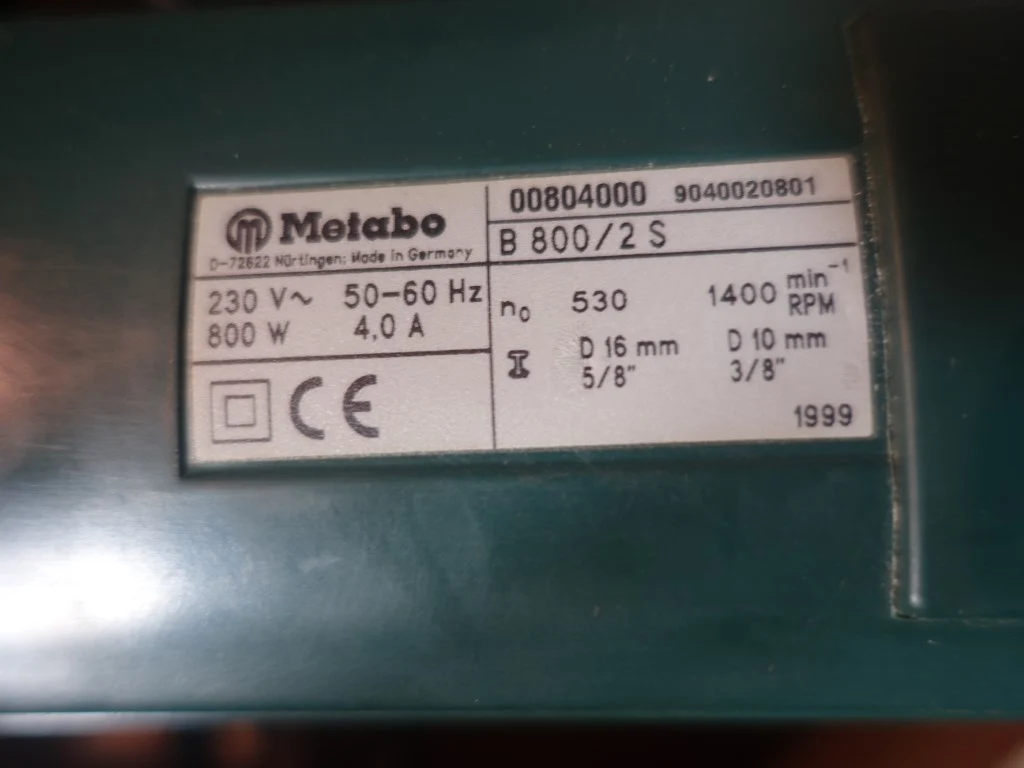 Metabo
D-72622 Nürtingen; Made in Germany
00804000 9040020801
B 800/2 S
230 V~ 50-60 Hz
800 W 4,0 A
n₀ 530 1400 min⁻¹ RPM
D 16 mm D 10 mm
5/8" 3/8"
CE
1999